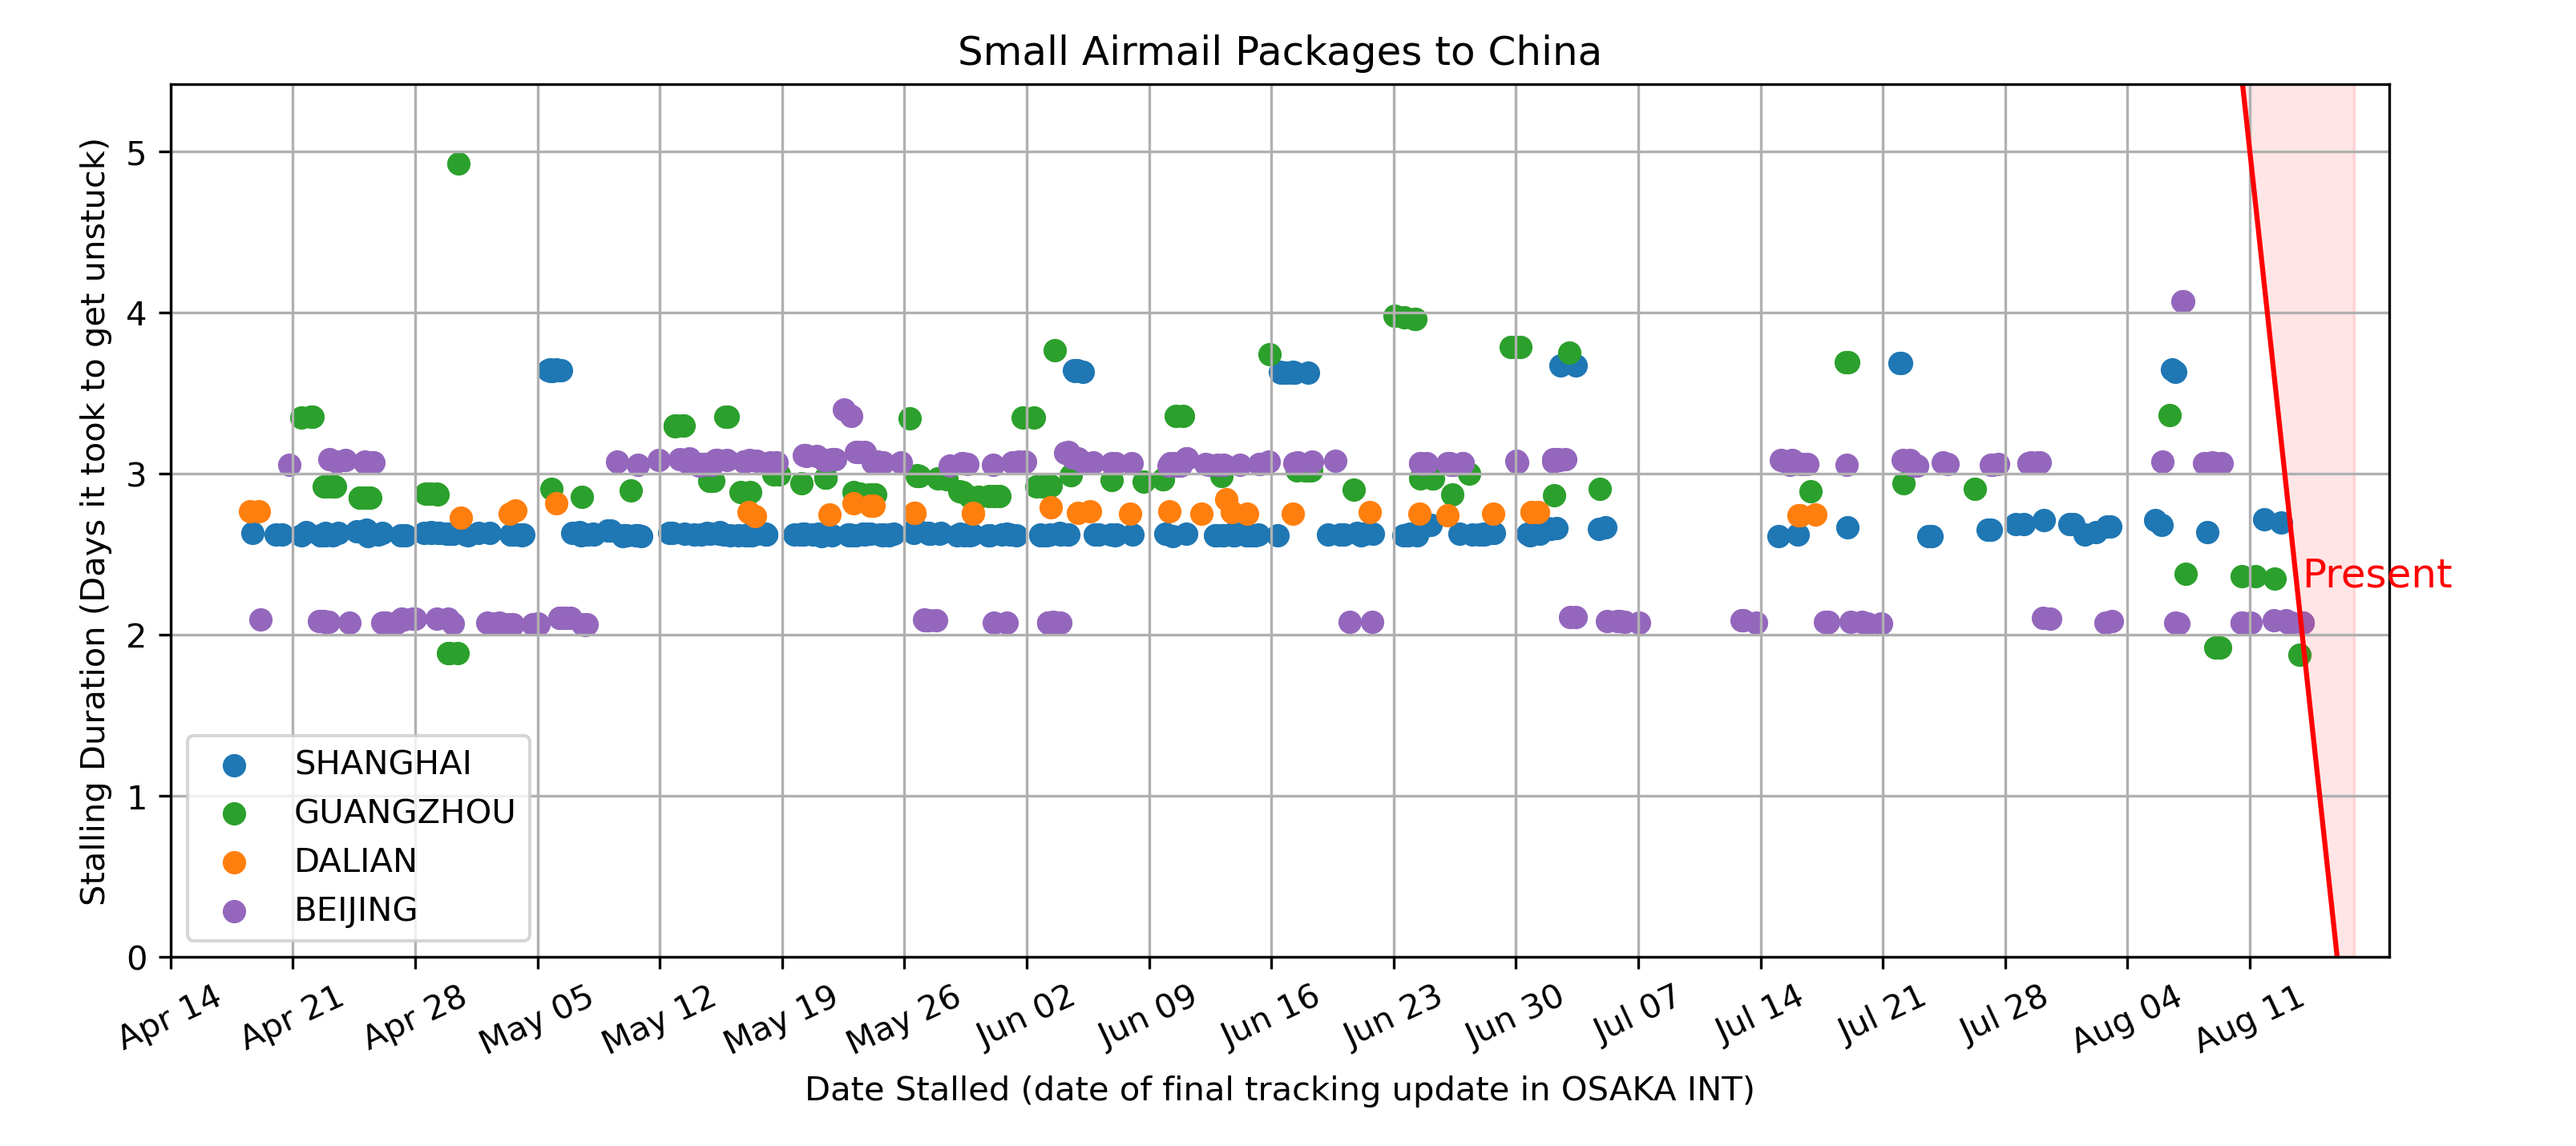 Small Airmail Packages to China
Stalling Duration (Days it took to get unstuck)
5
4
3
2
1
0
Present
SHANGHAI
GUANGZHOU
DALIAN
BEIJING
Apr 14
Apr 21
Apr 28
May 05
May 12
May 19
May 26
Jun 02
Jun 09
Jun 16
Jun 23
Jun 30
Jul 07
Jul 14
Jul 21
Jul 28
Aug 04
Aug 11
Date Stalled (date of final tracking update in OSAKA INT)